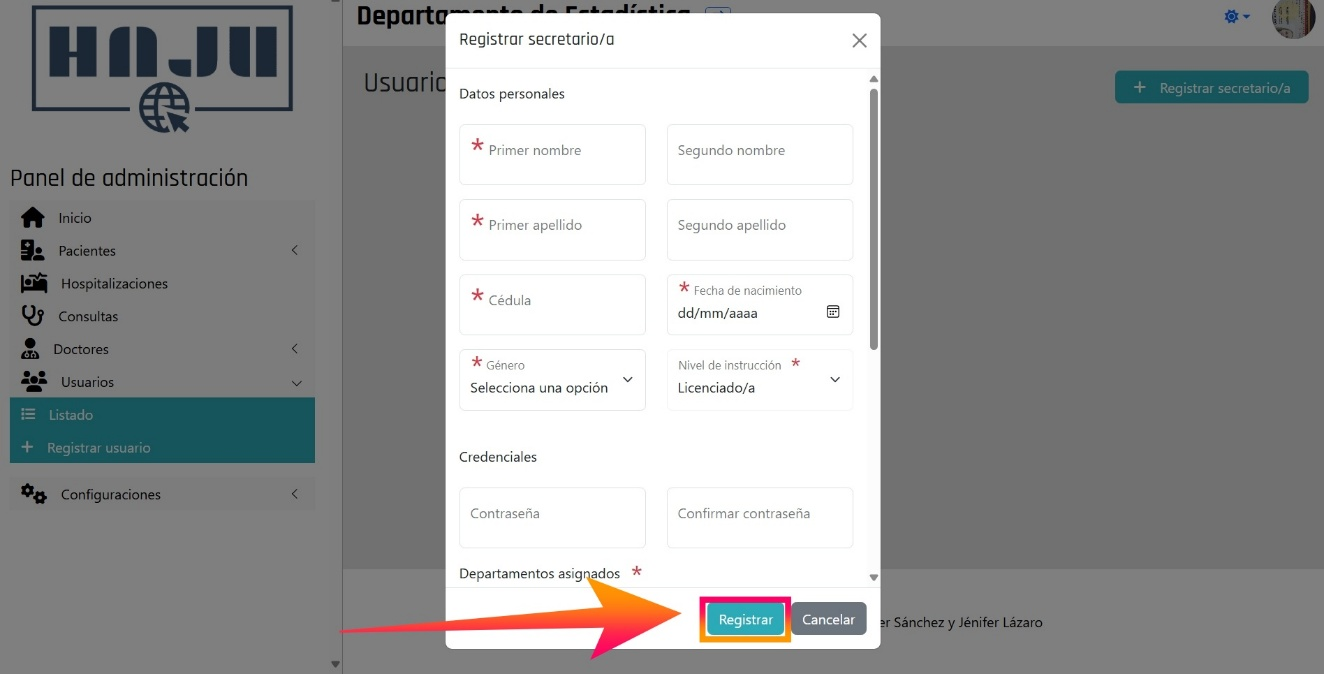 HNJU
Departamento de Estadística
Registrar secretario/a
Usuario
+ Registrar secretario/a
Datos personales
* Primer nombre
Segundo nombre
* Primer apellido
Segundo apellido
* Cédula
* Fecha de nacimiento
dd/mm/aaaa
* Género
Selecciona una opción
Nivel de instrucción *
Licenciado/a
Credenciales
Contraseña
Confirmar contraseña
Departamentos asignados *
Registrar
Cancelar
Panel de administración
Inicio
Pacientes
Hospitalizaciones
Consultas
Doctores
Usuarios
Listado
+ Registrar usuario
Configuraciones
er Sánchez y Jénifer Lázaro